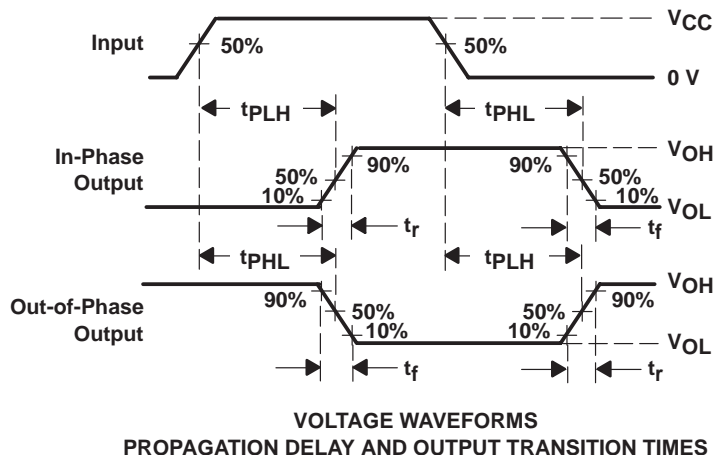 VCC
Input
50%
50%
0 V
tPLH
tPHL
In-Phase
Output
VOH
90%
90%
50%
50%
10%
10%
VOL
tr
tf
tPHL
tPLH
Out-of-Phase
Output
VOH
90%
90%
50%
50%
10%
10%
VOL
tf
tr
VOLTAGE WAVEFORMS
PROPAGATION DELAY AND OUTPUT TRANSITION TIMES